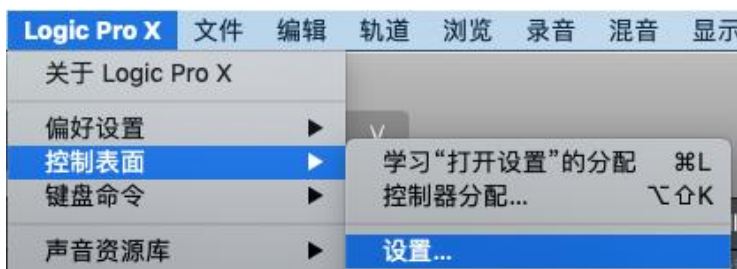 Logic Pro X 文件 编辑 轨道 浏览 录音 混音 显示
关于 Logic Pro X
偏好设置 ▶
控制表面 ▶
学习“打开设置”的分配 ⌘L
键盘命令 ▶
控制器分配... ⌥⇧K
声音资源库 ▶
设置...